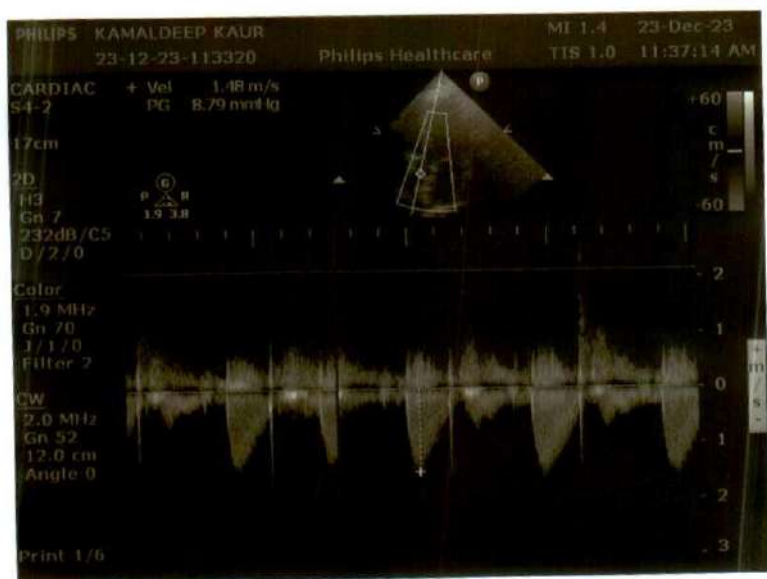 PHILIPS KAMALDEEP KAUR MI 1.4 23-Dec-23
23-12-23-113320 Philips Healthcare TIS 1.0 11:37:14 AM
CARDIAC + Vel 1.48 m/s
S4-2 PG 8.79 mmHg
P
+60
c
m
/
s
-60
17cm
2D
H3
Gn 7
232dB/C5
D/2/0
G
P R
1.9 3.8
Color
1.9 MHz
Gn 70
J/1/0
Filter 2
CW
2.0 MHz
Gn 52
12.0 cm
Angle 0
- 2
- 1
- 0
- 1
- 2
- 3
+
m
/
s
-
Print 1/6